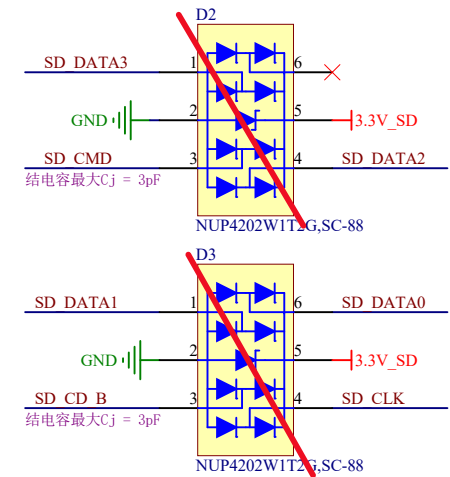 D2
SD_DATA3 1 6
GND 2 5 3.3V_SD
SD_CMD 3 4 SD_DATA2
结电容最大Cj = 3pF
NUP4202W1T2G,SC-88
D3
SD_DATA1 1 6 SD_DATA0
GND 2 5 3.3V_SD
SD_CD_B 3 4 SD_CLK
结电容最大Cj = 3pF
NUP4202W1T2G,SC-88